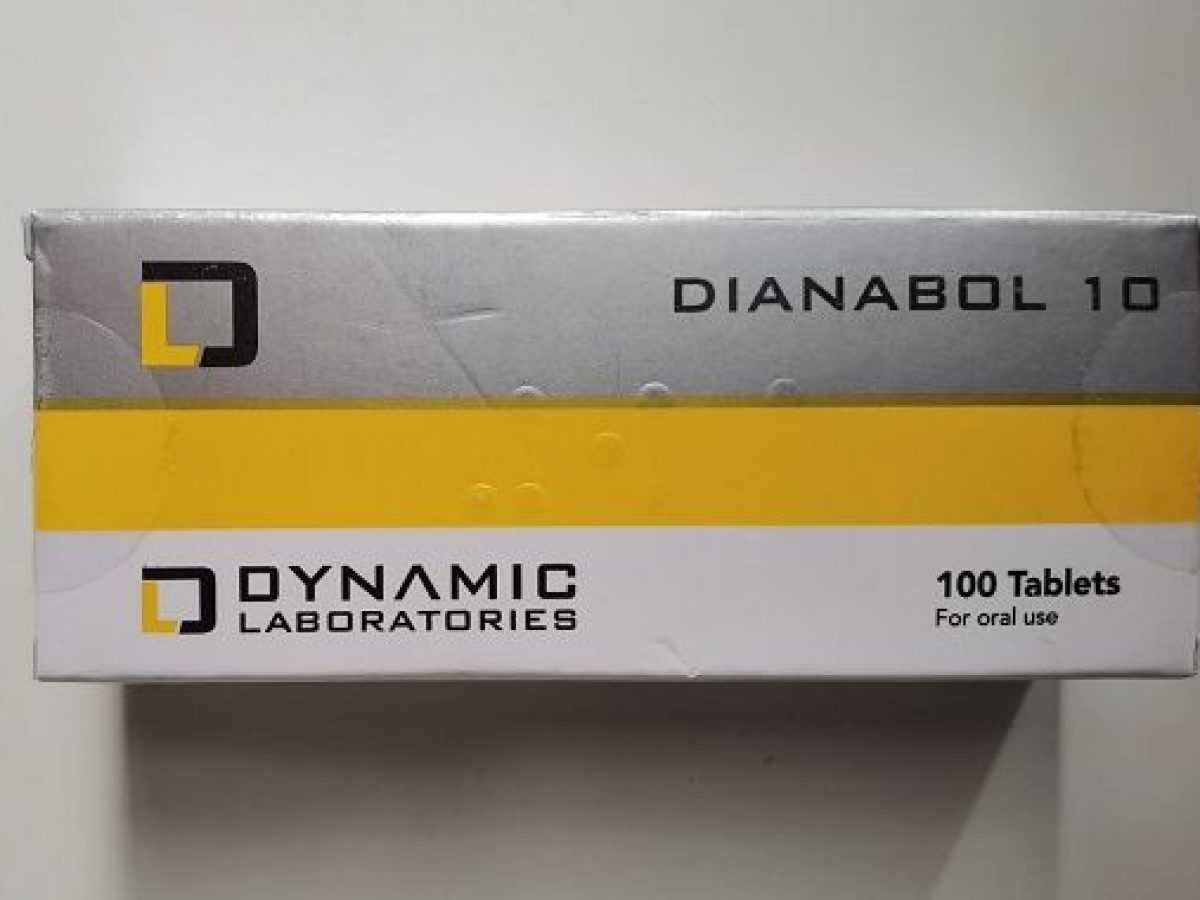 DIANABOL 10
DYNAMIC
LABORATORIES
100 Tablets
For oral use